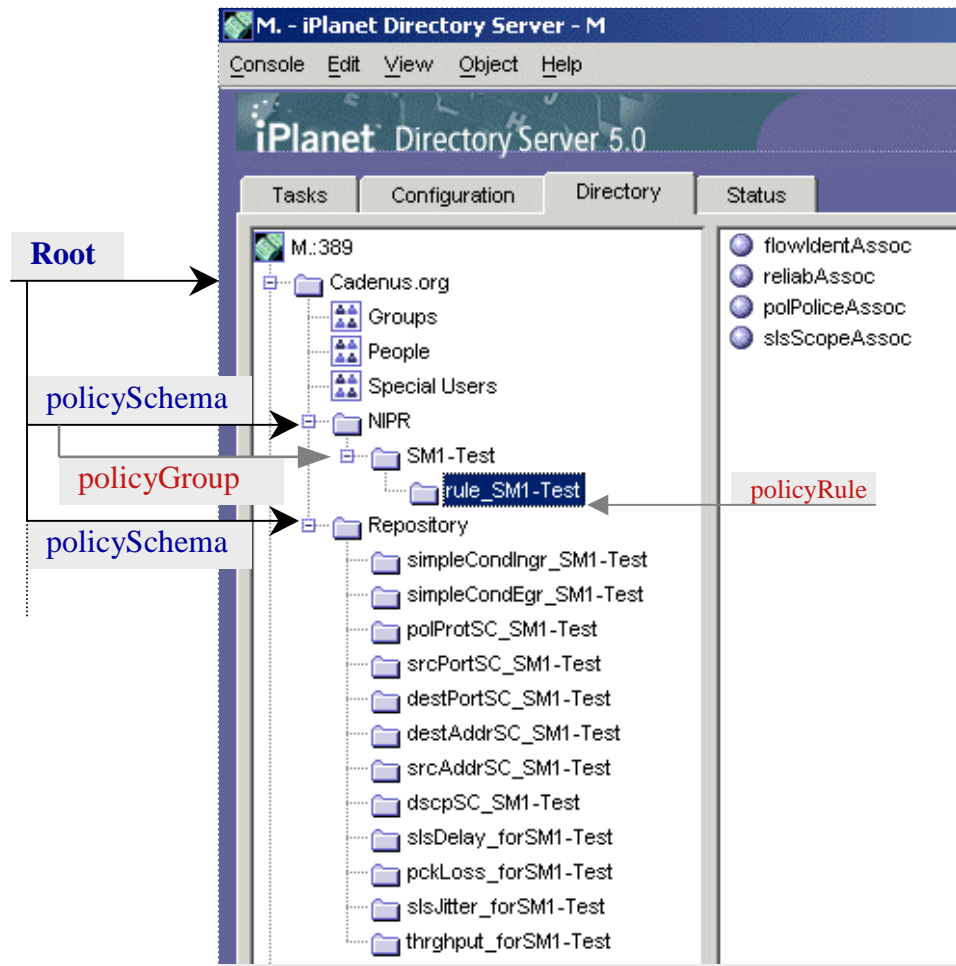 M. - iPlanet Directory Server - M
Console Edit View Object Help
iPlanet Directory Server 5.0
Tasks Configuration Directory Status
M.:389
Cadenus.org
Groups
People
Special Users
NIPR
SM1-Test
rule_SM1-Test
Repository
simpleCondIngr_SM1-Test
simpleCondEgr_SM1-Test
polProtSC_SM1-Test
srcPortSC_SM1-Test
destPortSC_SM1-Test
destAddrSC_SM1-Test
srcAddrSC_SM1-Test
dscpSC_SM1-Test
slsDelay_forSM1-Test
pckLoss_forSM1-Test
slsJitter_forSM1-Test
thrghput_forSM1-Test
flowIdentAssoc
reliabAssoc
polPoliceAssoc
slsScopeAssoc
Root
policySchema
policyGroup
policySchema
policyRule